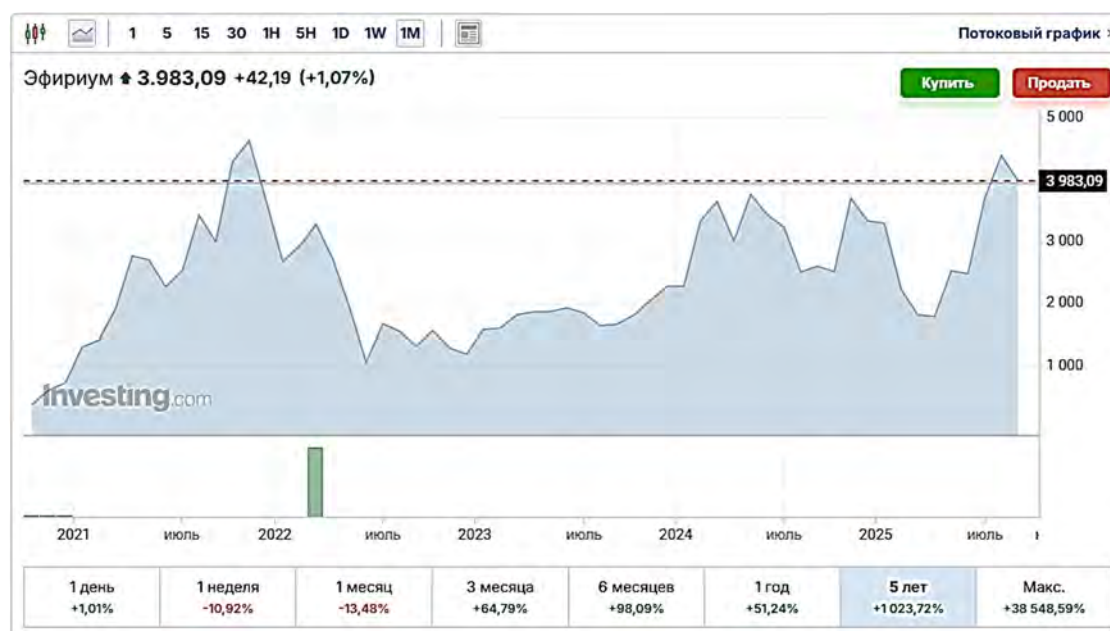 1 5 15 30 1H 5H 1D 1W 1M
Потоковый график
Эфириум 3.983,09 +42,19 (+1,07%)
Купить
Продать
5 000
3 983,09
3 000
2 000
1 000
Investing.com
2021 июль 2022 июль 2023 июль 2024 июль 2025 июль
1 день 1 неделя 1 месяц 3 месяца 6 месяцев 1 год 5 лет Макс.
+1,01% -10,92% -13,48% +64,79% +98,09% +51,24% +1 023,72% +38 548,59%